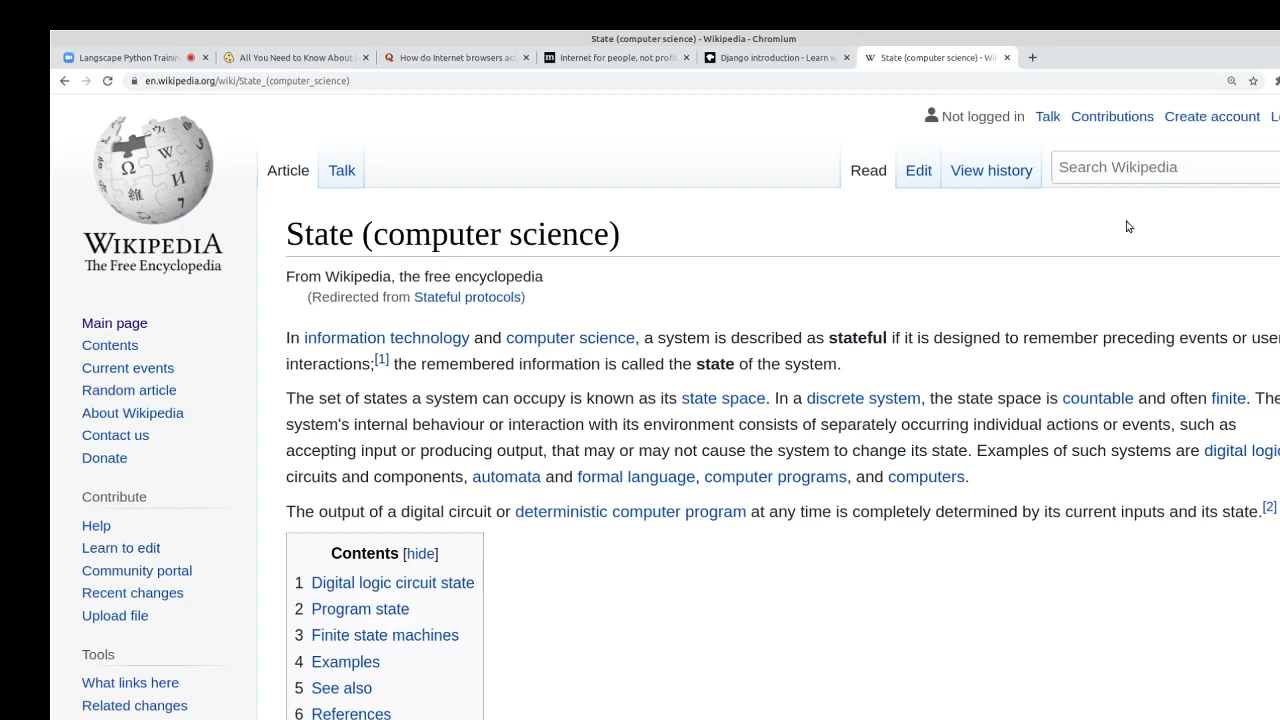 State (computer science) - Wikipedia - Chromium
Langscape Python Trainin
All You Need to Know About
How do Internet browsers ac
Internet for people, not profi
Django introduction - Learn w
State (computer science) - Wi
en.wikipedia.org/wiki/State_(computer_science)
Not logged in Talk Contributions Create account
Article Talk Read Edit View history Search Wikipedia
WIKIPEDIA
The Free Encyclopedia
State (computer science)
From Wikipedia, the free encyclopedia
(Redirected from Stateful protocols)
In information technology and computer science, a system is described as stateful if it is designed to remember preceding events or user
interactions;[1] the remembered information is called the state of the system.
The set of states a system can occupy is known as its state space. In a discrete system, the state space is countable and often finite. The
system's internal behaviour or interaction with its environment consists of separately occurring individual actions or events, such as
accepting input or producing output, that may or may not cause the system to change its state. Examples of such systems are digital logic
circuits and components, automata and formal language, computer programs, and computers.
The output of a digital circuit or deterministic computer program at any time is completely determined by its current inputs and its state.[2]
Contents [hide]
1 Digital logic circuit state
2 Program state
3 Finite state machines
4 Examples
5 See also
6 References
Main page
Contents
Current events
Random article
About Wikipedia
Contact us
Donate
Contribute
Help
Learn to edit
Community portal
Recent changes
Upload file
Tools
What links here
Related changes